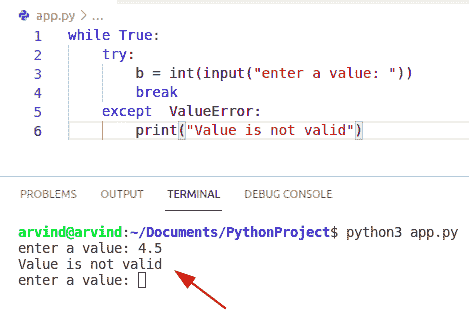 app.py > ...
1 while True:
2     try:
3         b = int(input("enter a value: "))
4         break
5     except  ValueError:
6         print("Value is not valid")
PROBLEMS OUTPUT TERMINAL DEBUG CONSOLE
arvind@arvind:~/Documents/PythonProject$ python3 app.py
enter a value: 4.5
Value is not valid
enter a value: